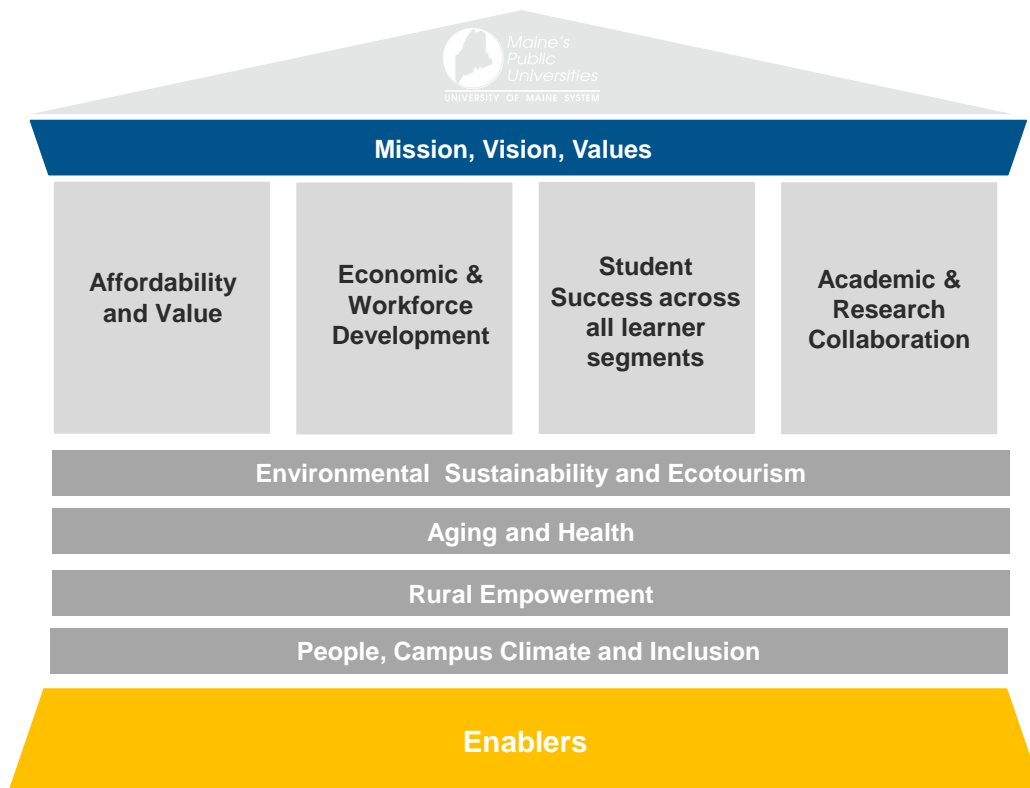 Maine's
Public
Universities
UNIVERSITY OF MAINE SYSTEM
Mission, Vision, Values
Affordability
and Value
Economic &
Workforce
Development
Student
Success across
all learner
segments
Academic &
Research
Collaboration
Environmental Sustainability and Ecotourism
Aging and Health
Rural Empowerment
People, Campus Climate and Inclusion
Enablers